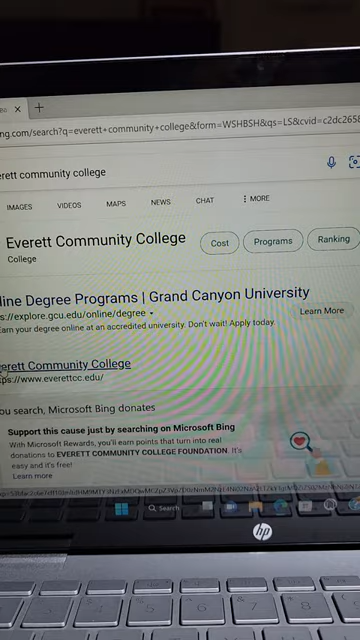 ng.com/search?q=everett+community+college&form=WSHBSH&qs=LS&cvid=c2dc2658
erett community college
IMAGES VIDEOS MAPS NEWS CHAT ⋮ MORE
Everett Community College
College
Cost Programs Ranking
line Degree Programs | Grand Canyon University
s://explore.gcu.edu/online/degree
Earn your degree online at an accredited university. Don't wait! Apply today.
Learn More
erett Community College
ps://www.everettcc.edu/
ou search, Microsoft Bing donates
Support this cause just by searching on Microsoft Bing
With Microsoft Rewards, you'll earn points that turn into real
donations to EVERETT COMMUNITY COLLEGE FOUNDATION. It's
easy and it's free!
Learn more
Search
hp
4 5 6 7 8